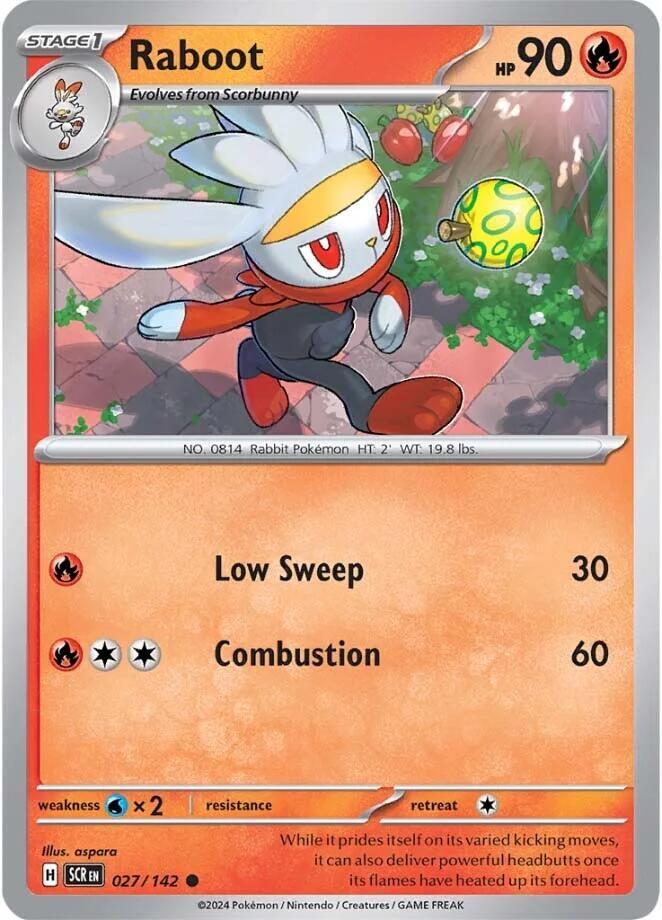 STAGE1
Raboot
HP 90
Evolves from Scorbunny
NO. 0814 Rabbit Pokémon HT: 2' WT: 19.8 lbs.
Low Sweep 30
Combustion 60
weakness ×2 resistance retreat
Illus. aspara
While it prides itself on its varied kicking moves,
it can also deliver powerful headbutts once
its flames have heated up its forehead.
H SCR EN 027/142
©2024 Pokémon / Nintendo / Creatures / GAME FREAK